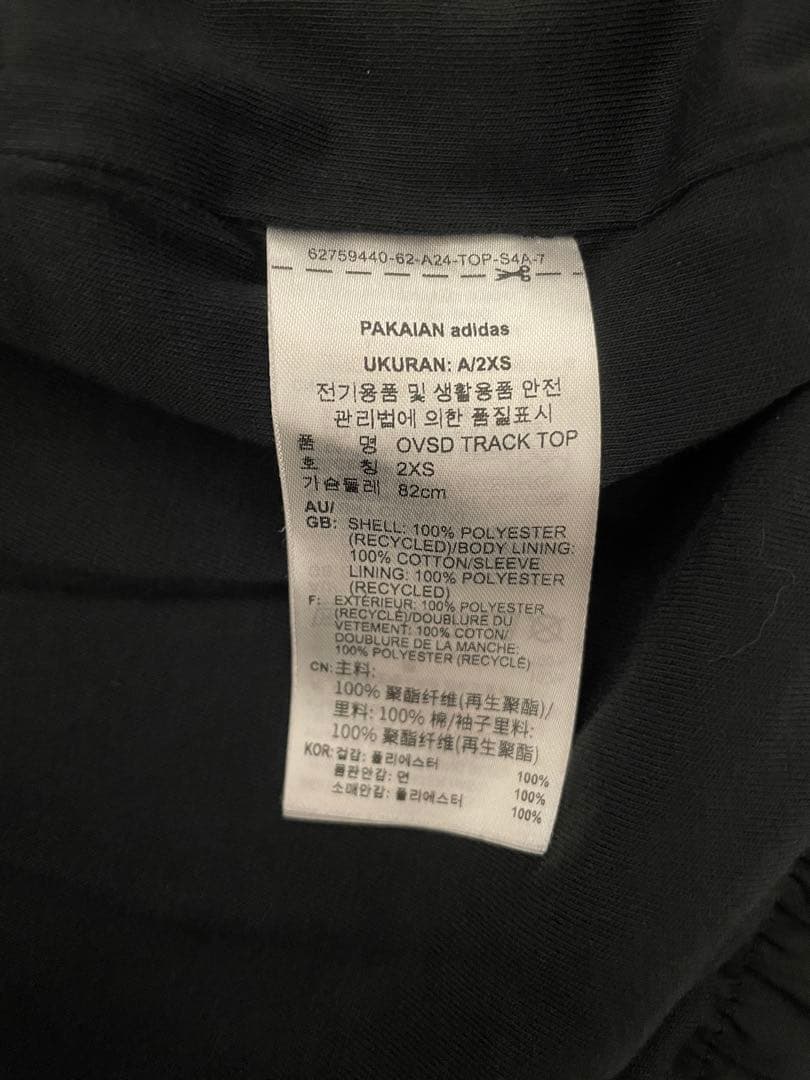 62759440-62-A24-TOP-S4A-7
PAKAIAN adidas
UKURAN: A/2XS
전기용품 및 생활용품 안전
관리법에 의한 품질표시
품 명 OVSD TRACK TOP
호 칭 2XS
가슴둘레 82cm
AU/
GB: SHELL: 100% POLYESTER
(RECYCLED)/BODY LINING:
100% COTTON/SLEEVE
LINING: 100% POLYESTER
(RECYCLED)
F: EXTÉRIEUR: 100% POLYESTER
(RECYCLÉ)/DOUBLURE DU
VETEMENT: 100% COTON/
DOUBLURE DE LA MANCHE:
100% POLYESTER (RECYCLÉ)
CN: 主料:
100% 聚酯纤维(再生聚酯)/
里料: 100% 棉/袖子里料:
100% 聚酯纤维(再生聚酯)
KOR: 겉감: 폴리에스터 100%
몸판안감: 면 100%
소매안감: 폴리에스터 100%